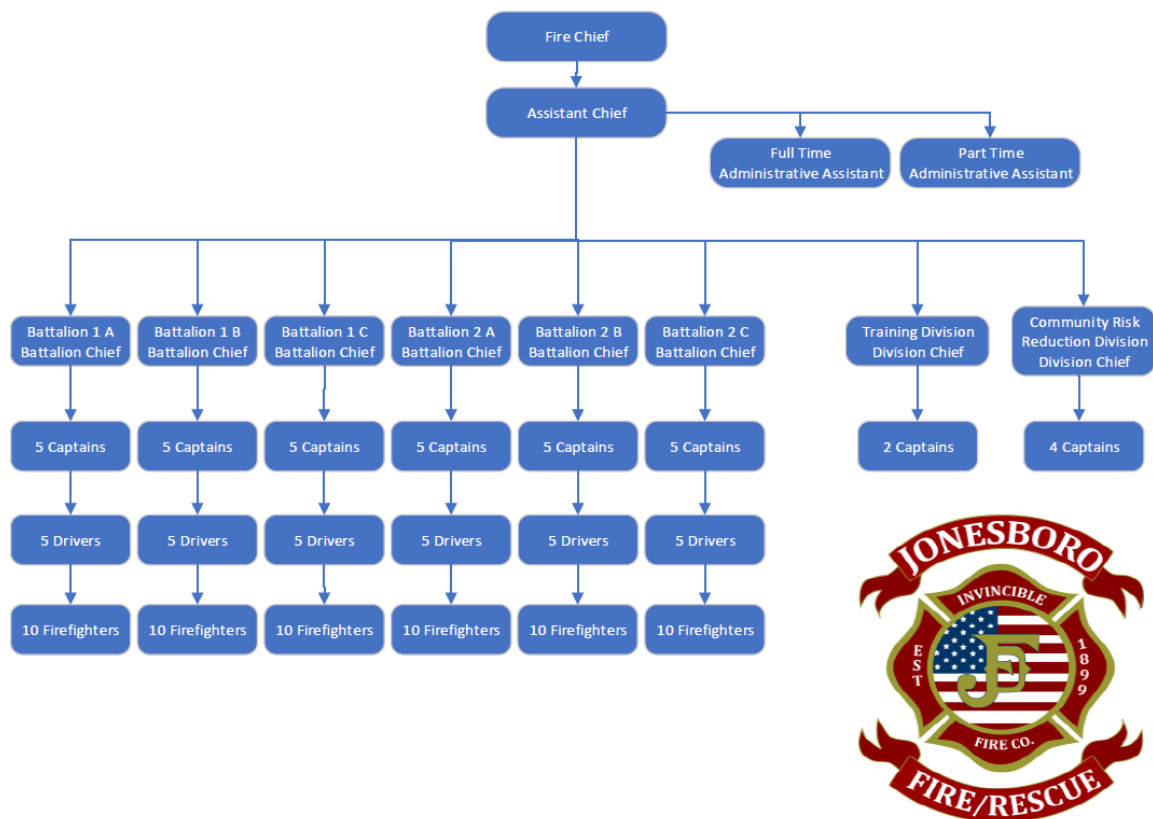 Fire Chief
Assistant Chief
Full Time
Administrative Assistant
Part Time
Administrative Assistant
Battalion 1 A
Battalion Chief
Battalion 1 B
Battalion Chief
Battalion 1 C
Battalion Chief
Battalion 2 A
Battalion Chief
Battalion 2 B
Battalion Chief
Battalion 2 C
Battalion Chief
Training Division
Division Chief
Community Risk
Reduction Division
Division Chief
5 Captains
5 Captains
5 Captains
5 Captains
5 Captains
5 Captains
2 Captains
4 Captains
5 Drivers
5 Drivers
5 Drivers
5 Drivers
5 Drivers
5 Drivers
10 Firefighters
10 Firefighters
10 Firefighters
10 Firefighters
10 Firefighters
10 Firefighters
JONESBORO
INVINCIBLE
EST
1899
JFD
FIRE CO.
FIRE/RESCUE